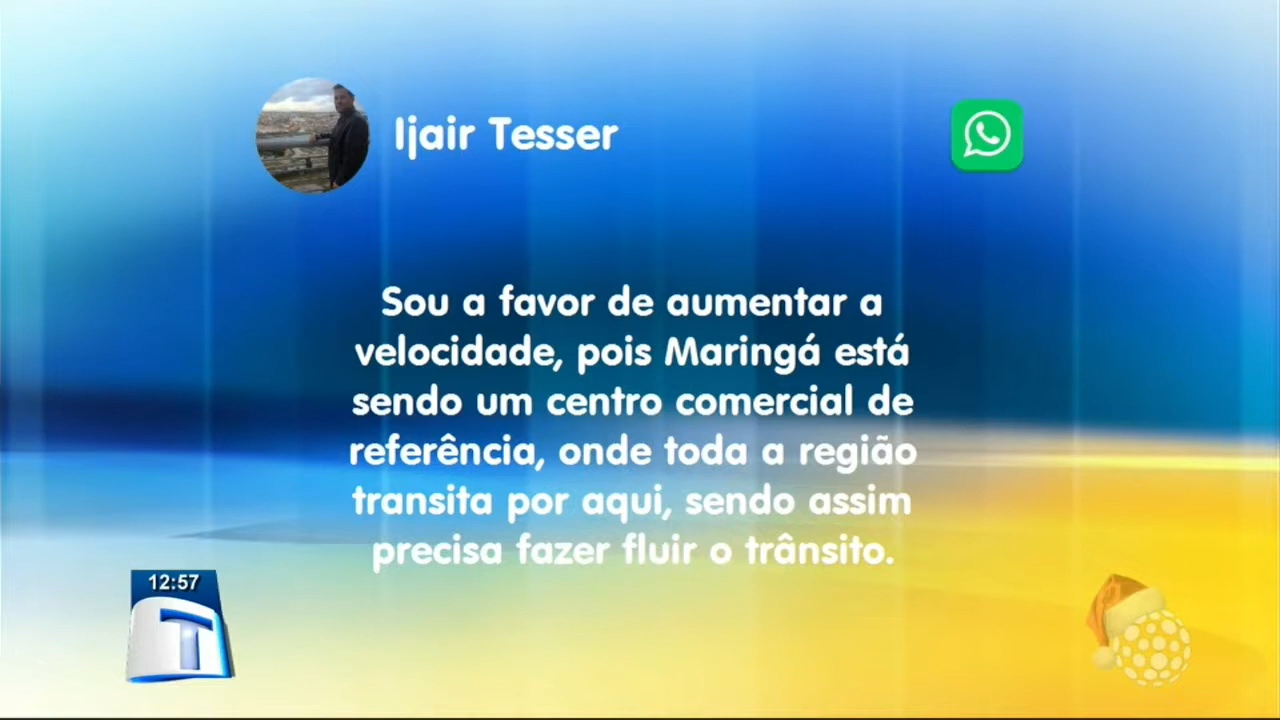 Ijair Tesser
Sou a favor de aumentar a
velocidade, pois Maringá está
sendo um centro comercial de
referência, onde toda a região
transita por aqui, sendo assim
precisa fazer fluir o trânsito.
12:57
T